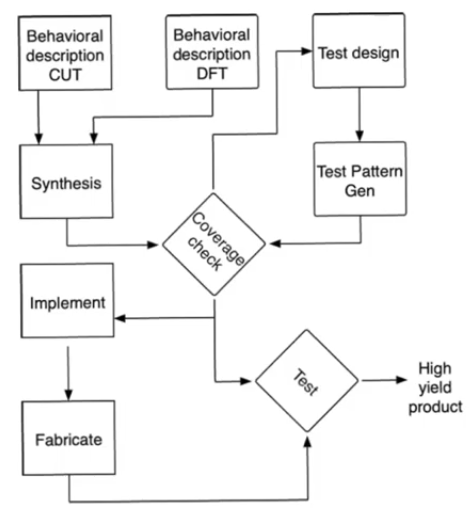 Behavioral
description
CUT
Behavioral
description
DFT
Test design
Synthesis
Test Pattern
Gen
Coverage
check
Implement
Test
High
yield
product
Fabricate